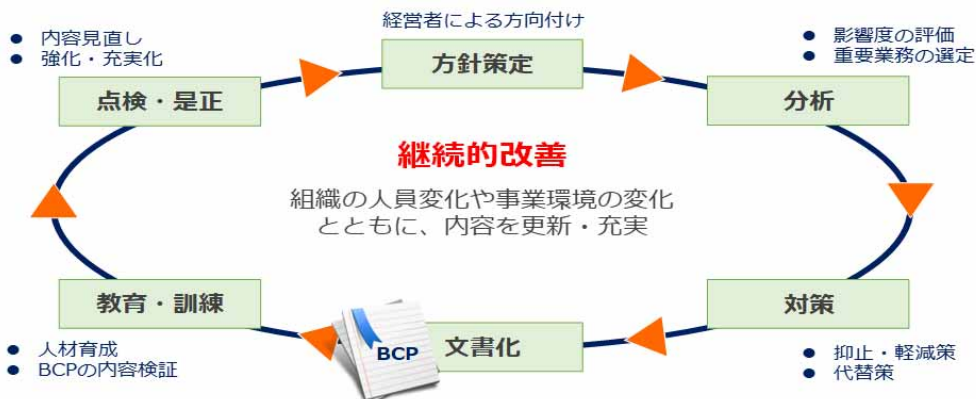 経営者による方向付け
方針策定
● 影響度の評価
● 重要業務の選定
分析
対策
● 抑止・軽減策
● 代替策
文書化
BCP
教育・訓練
● 人材育成
● BCPの内容検証
● 内容見直し
● 強化・充実化
点検・是正
継続的改善
組織の人員変化や事業環境の変化
とともに、内容を更新・充実